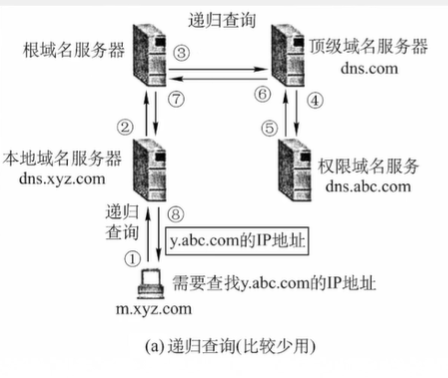 递归查询
根域名服务器
③
顶级域名服务器
dns.com
⑦
⑥
④
②
⑤
本地域名服务器
dns.xyz.com
权限域名服务
dns.abc.com
递归
查询
⑧
y.abc.com的IP地址
①
需要查找y.abc.com的IP地址
m.xyz.com
(a) 递归查询(比较少用)